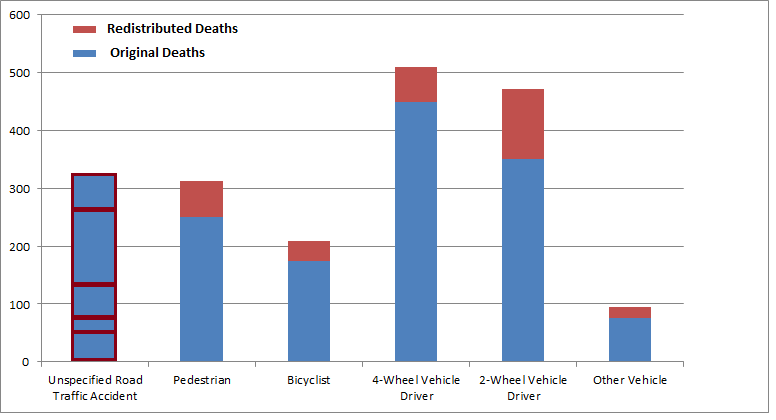 600
500
400
300
200
100
0
Redistributed Deaths
Original Deaths
Unspecified Road
Traffic Accident
Pedestrian
Bicyclist
4-Wheel Vehicle
Driver
2-Wheel Vehicle
Driver
Other Vehicle